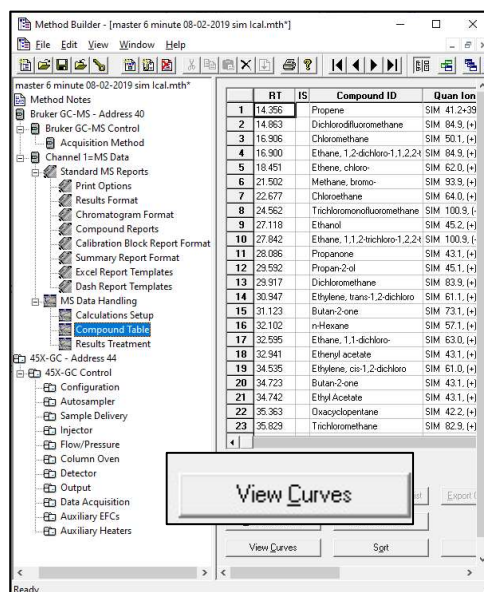 Method Builder - [master 6 minute 08-02-2019 sim Ical.mth*]
File Edit View Window Help
master 6 minute 08-02-2019 sim Ical.mth*
Method Notes
Bruker GC-MS - Address 40
Bruker GC-MS Control
Acquisition Method
Channel 1=MS Data
Standard MS Reports
Print Options
Results Format
Chromatogram Format
Compound Reports
Calibration Block Report Format
Summary Report Format
Excel Report Templates
Dash Report Templates
MS Data Handling
Calculations Setup
Compound Table
Results Treatment
45X-GC - Address 44
45X-GC Control
Configuration
Autosampler
Sample Delivery
Injector
Flow/Pressure
Column Oven
Detector
Output
Data Acquisition
Auxiliary EFCs
Auxiliary Heaters
RT IS Compound ID Quan Ion
1 14.356 Propene SIM 41.2+39
2 14.863 Dichlorodifluoromethane SIM 84.9, (+)
3 16.906 Chloromethane SIM 50.1, (+)
4 16.900 Ethane, 1,2-dichloro-1,1,2,2-t SIM 84.9, (+)
5 18.451 Ethene, chloro- SIM 62.0, (+)
6 21.502 Methane, bromo- SIM 93.9, (+)
7 22.677 Chloroethane SIM 64.0, (+)
8 24.562 Trichloromonofluoromethane SIM 100.9, (-
9 27.118 Ethanol SIM 45.2, (+)
10 27.842 Ethane, 1,1,2-trichloro-1,2,2-t SIM 100.9, (-
11 28.086 Propanone SIM 43.1, (+)
12 29.592 Propan-2-ol SIM 45.1, (+)
13 29.917 Dichloromethane SIM 83.9, (+)
14 30.947 Ethylene, trans-1,2-dichloro SIM 61.1, (+)
15 31.123 Butan-2-one SIM 73.1, (+)
16 32.102 n-Hexane SIM 57.1, (+)
17 32.595 Ethane, 1,1-dichloro- SIM 63.0, (+)
18 32.941 Ethenyl acetate SIM 43.1, (+)
19 34.535 Ethylene, cis-1,2-dichloro SIM 61.0, (+)
20 34.723 Butan-2-one SIM 43.1, (+)
21 34.742 Ethyl Acetate SIM 43.1, (+)
22 35.363 Oxacyclopentane SIM 42.2, (+)
23 35.829 Trichloromethane SIM 82.9, (+)
View Curves
Export
View Curves Sort
Ready